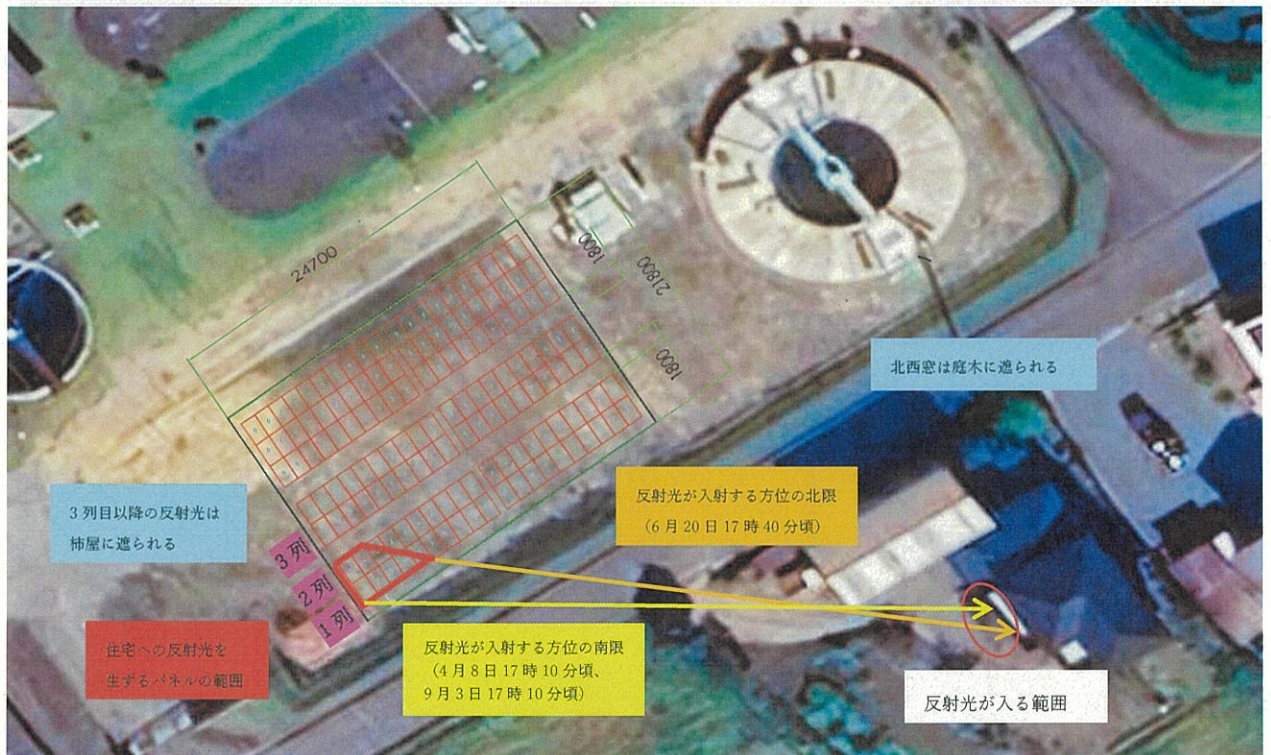 24700
1800
21800
1800
北西窓は庭木に遮られる
反射光が入射する方位の北限
(6月20日17時40分頃)
3列目以降の反射光は
柿屋に遮られる
3列
2列
1列
住宅への反射光を
生ずるパネルの範囲
反射光が入射する方位の南限
(4月8日17時10分頃、
9月3日17時10分頃)
反射光が入る範囲